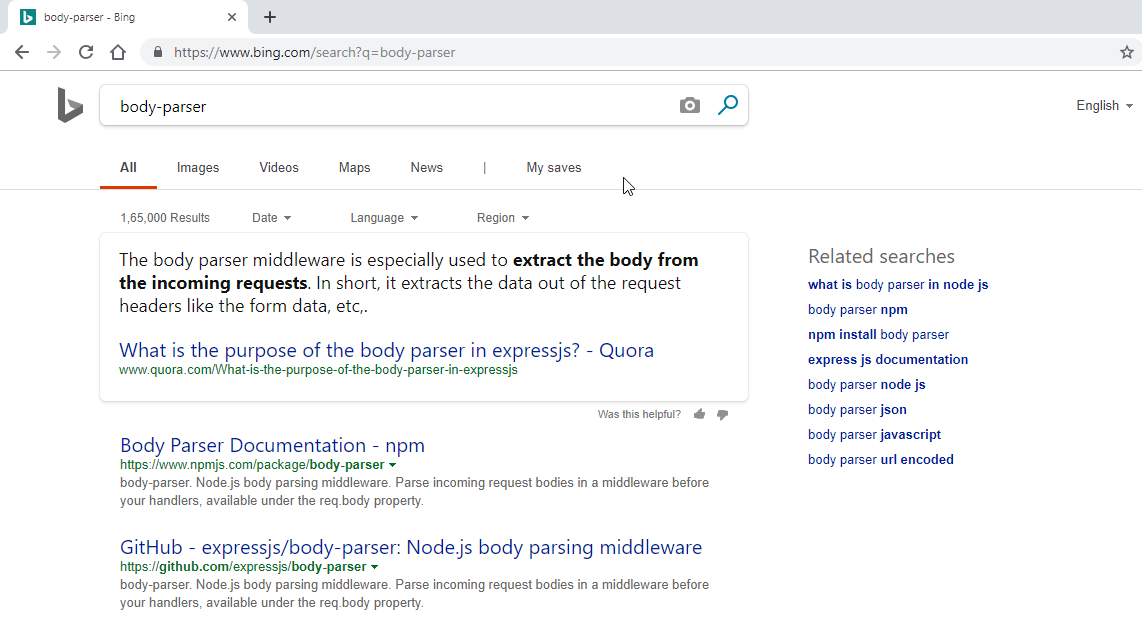 body-parser - Bing
https://www.bing.com/search?q=body-parser
body-parser
English
All Images Videos Maps News | My saves
1,65,000 Results Date Language Region
The body parser middleware is especially used to extract the body from
the incoming requests. In short, it extracts the data out of the request
headers like the form data, etc,.
What is the purpose of the body parser in expressjs? - Quora
www.quora.com/What-is-the-purpose-of-the-body-parser-in-expressjs
Was this helpful?
Body Parser Documentation - npm
https://www.npmjs.com/package/body-parser
body-parser. Node.js body parsing middleware. Parse incoming request bodies in a middleware before
your handlers, available under the req.body property.
GitHub - expressjs/body-parser: Node.js body parsing middleware
https://github.com/expressjs/body-parser
body-parser. Node.js body parsing middleware. Parse incoming request bodies in a middleware before
your handlers, available under the req.body property.
Related searches
what is body parser in node js
body parser npm
npm install body parser
express js documentation
body parser node js
body parser json
body parser javascript
body parser url encoded